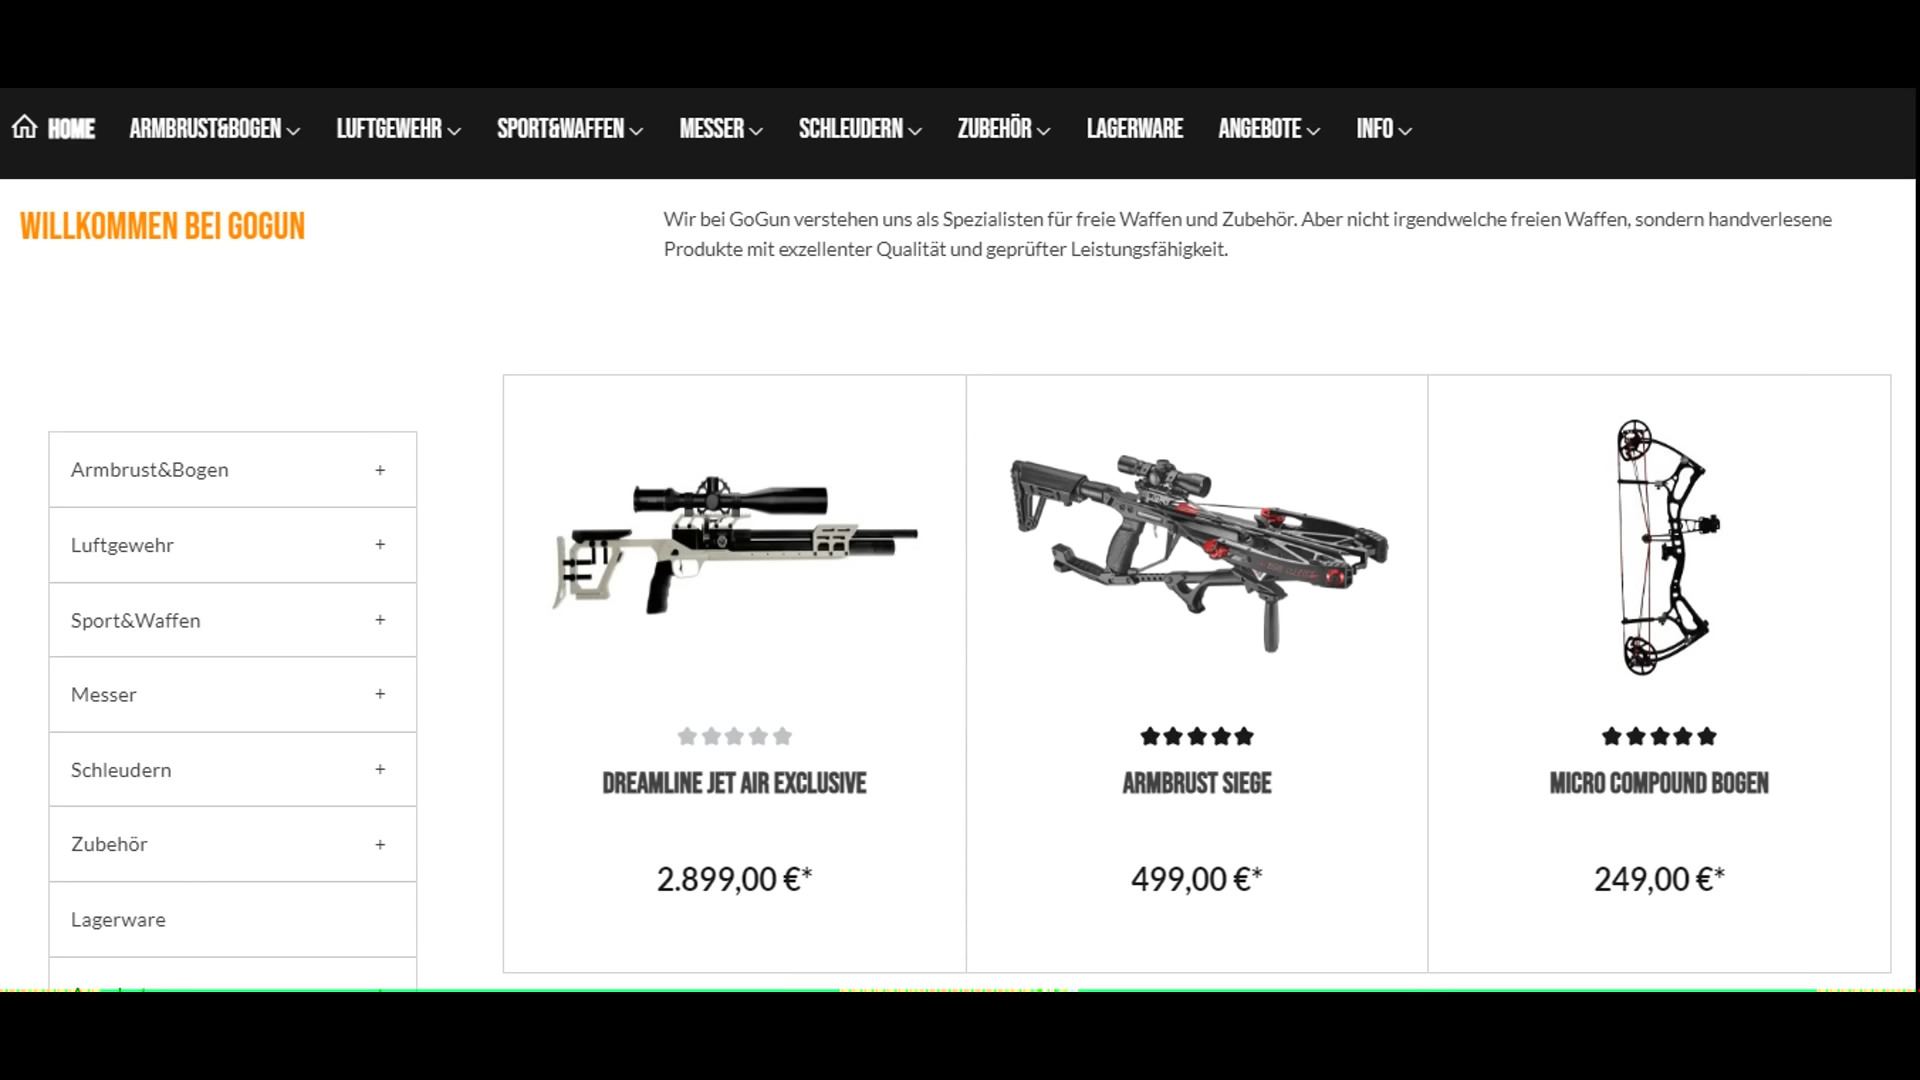 HOME ARMBRUST&BOGEN LUFTGEWEHR SPORT&WAFFEN MESSER SCHLEUDERN ZUBEHÖR LAGERWARE ANGEBOTE INFO
WILLKOMMEN BEI GOGUN
Wir bei GoGun verstehen uns als Spezialisten für freie Waffen und Zubehör. Aber nicht irgendwelche freien Waffen, sondern handverlesene
Produkte mit exzellenter Qualität und geprüfter Leistungsfähigkeit.
Armbrust&Bogen +
Luftgewehr +
Sport&Waffen +
Messer +
Schleudern +
Zubehör +
Lagerware
DREAMLINE JET AIR EXCLUSIVE
2.899,00 €*
ARMBRUST SIEGE
499,00 €*
MICRO COMPOUND BOGEN
249,00 €*